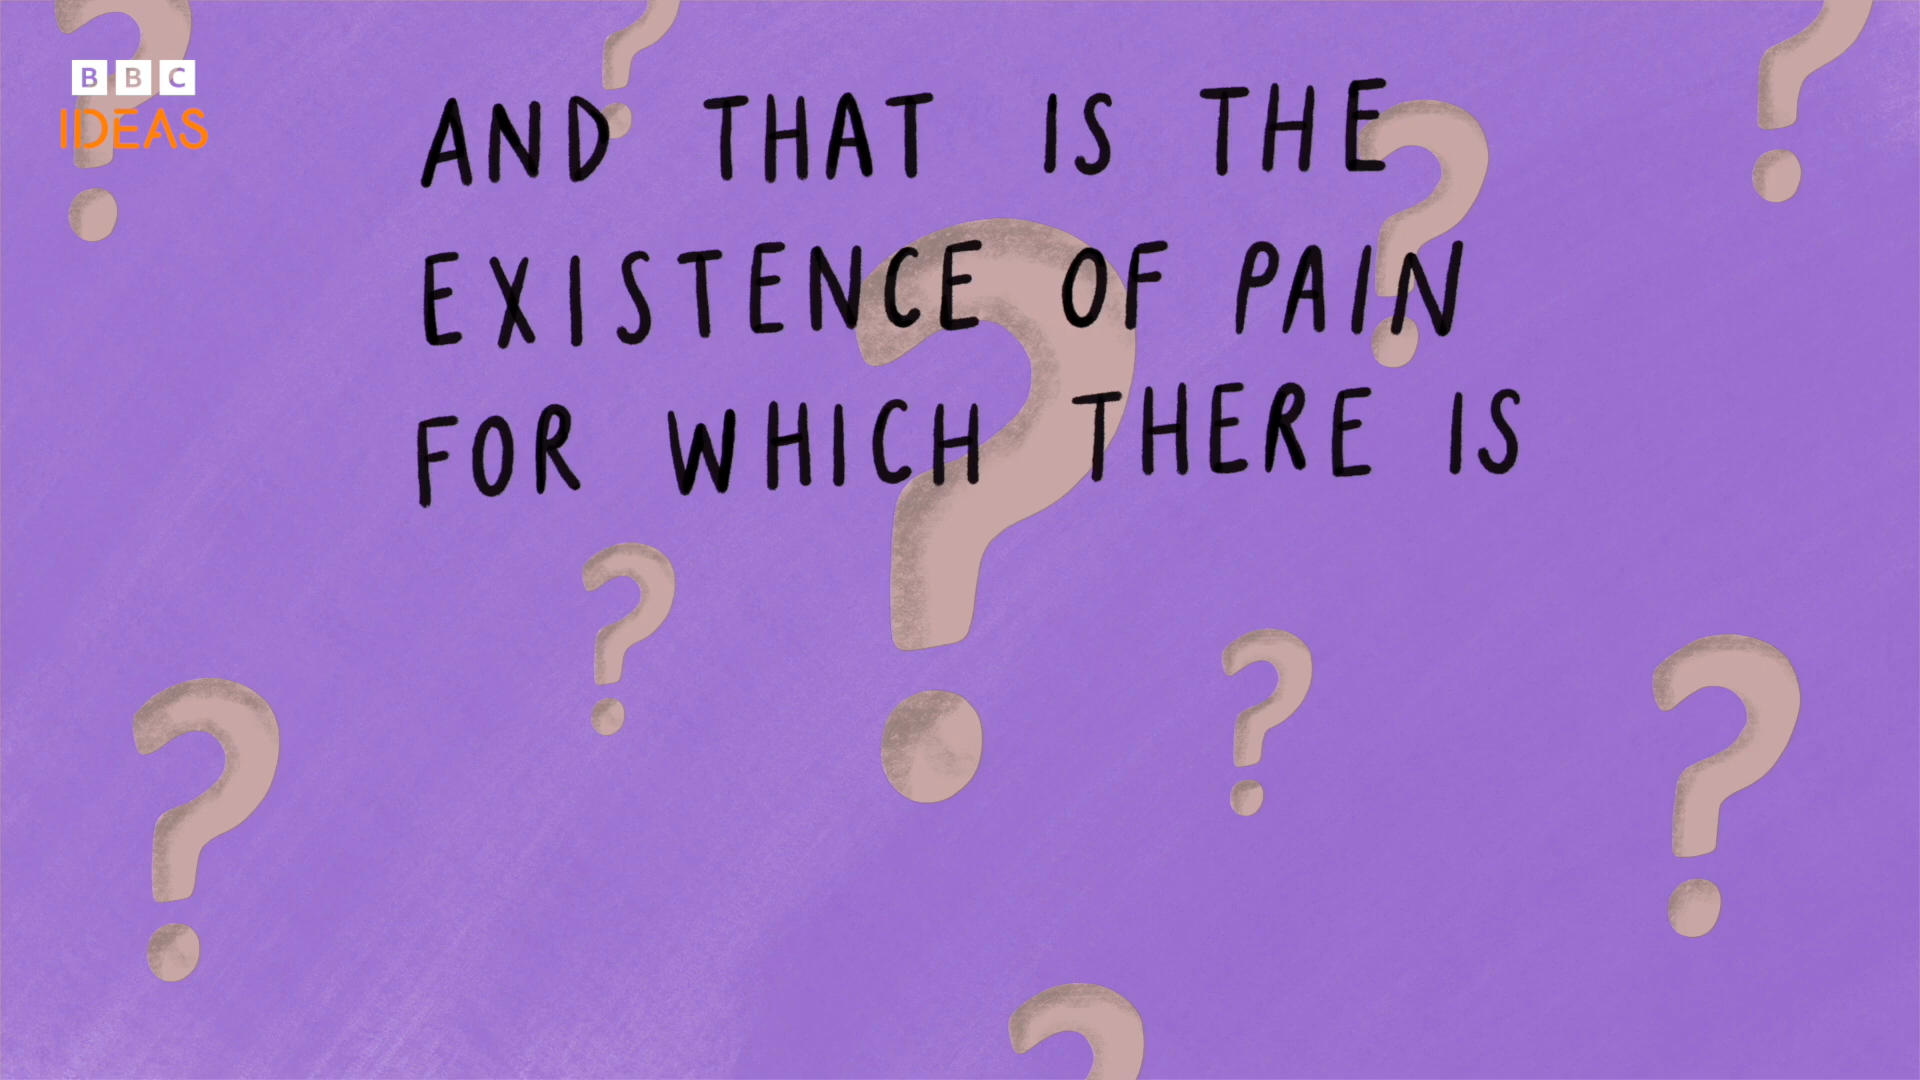 BBC
IDEAS
AND THAT IS THE
EXISTENCE OF PAIN
FOR WHICH THERE IS